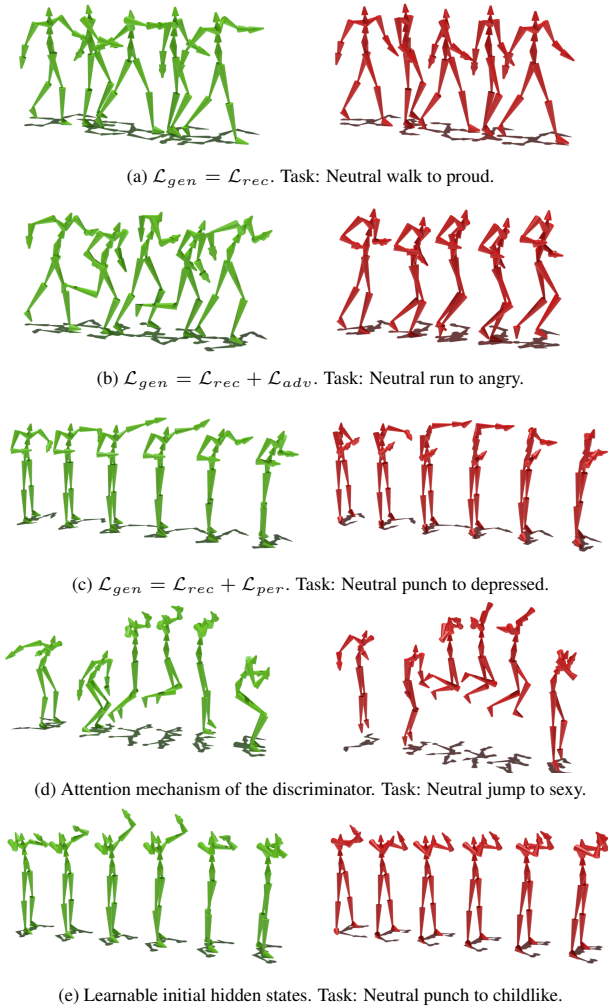 (a) ℒ_gen = ℒ_rec. Task: Neutral walk to proud.
(b) ℒ_gen = ℒ_rec + ℒ_adv. Task: Neutral run to angry.
(c) ℒ_gen = ℒ_rec + ℒ_per. Task: Neutral punch to depressed.
(d) Attention mechanism of the discriminator. Task: Neutral jump to sexy.
(e) Learnable initial hidden states. Task: Neutral punch to childlike.